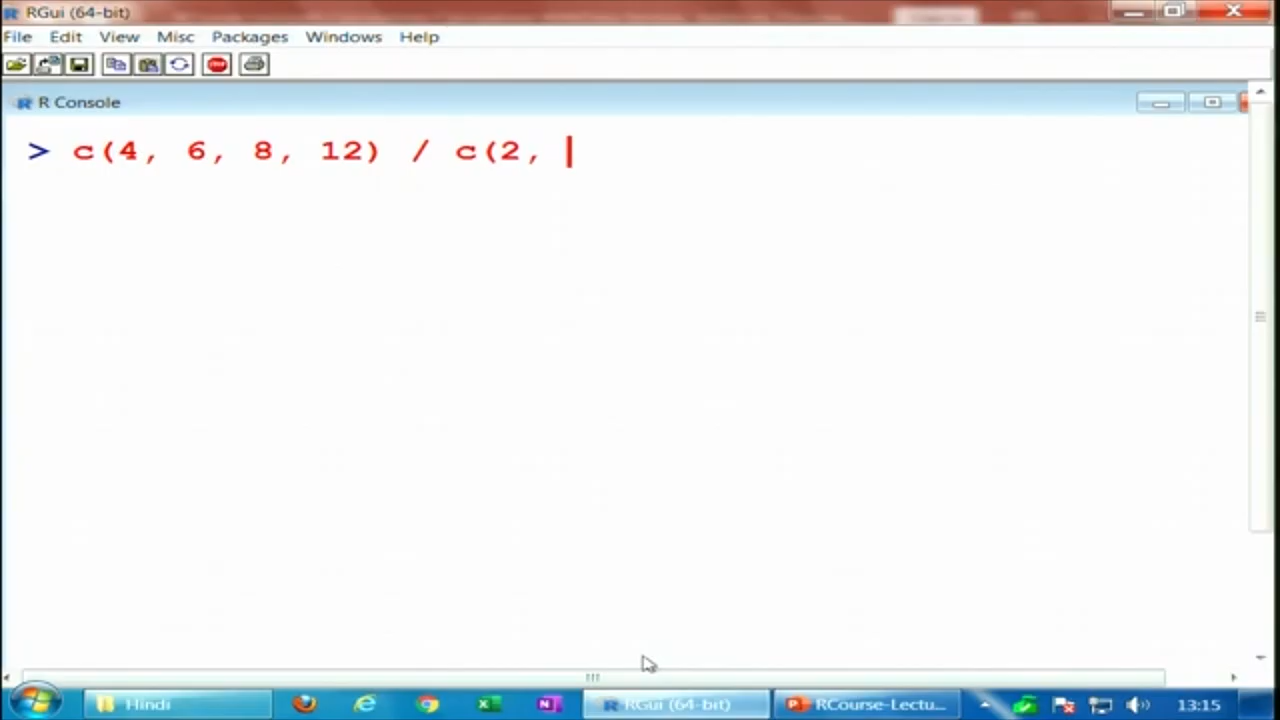 RGui (64-bit)
File Edit View Misc Packages Windows Help
R Console
> c(4, 6, 8, 12) / c(2,
Hindi
RGui (64-bit)
RCourse-Lectu...
13:15